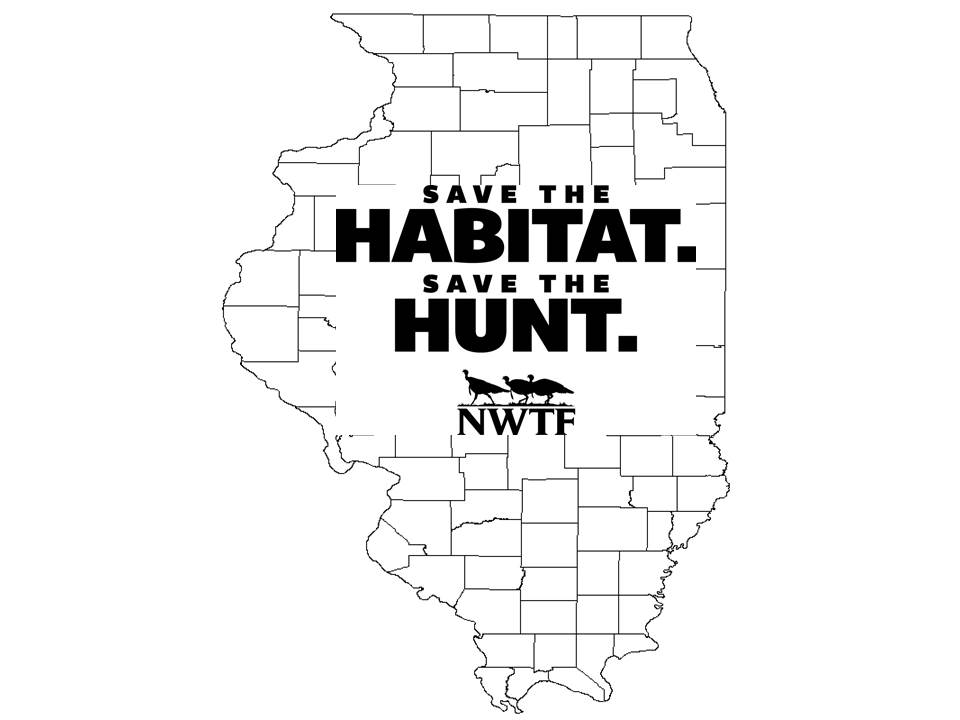 SAVE THE
HABITAT.
SAVE THE
HUNT.
NWTF